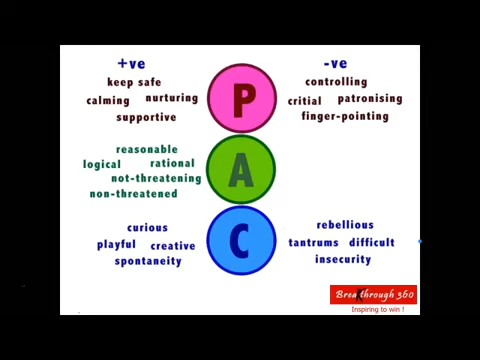 +ve
-ve
keep safe
calming nurturing
supportive
P
controlling
critial patronising
finger-pointing
reasonable
logical rational
not-threatening
non-threatened
A
curious
playful creative
spontaneity
C
rebellious
tantrums difficult
insecurity
Breakthrough 360
Inspiring to win !